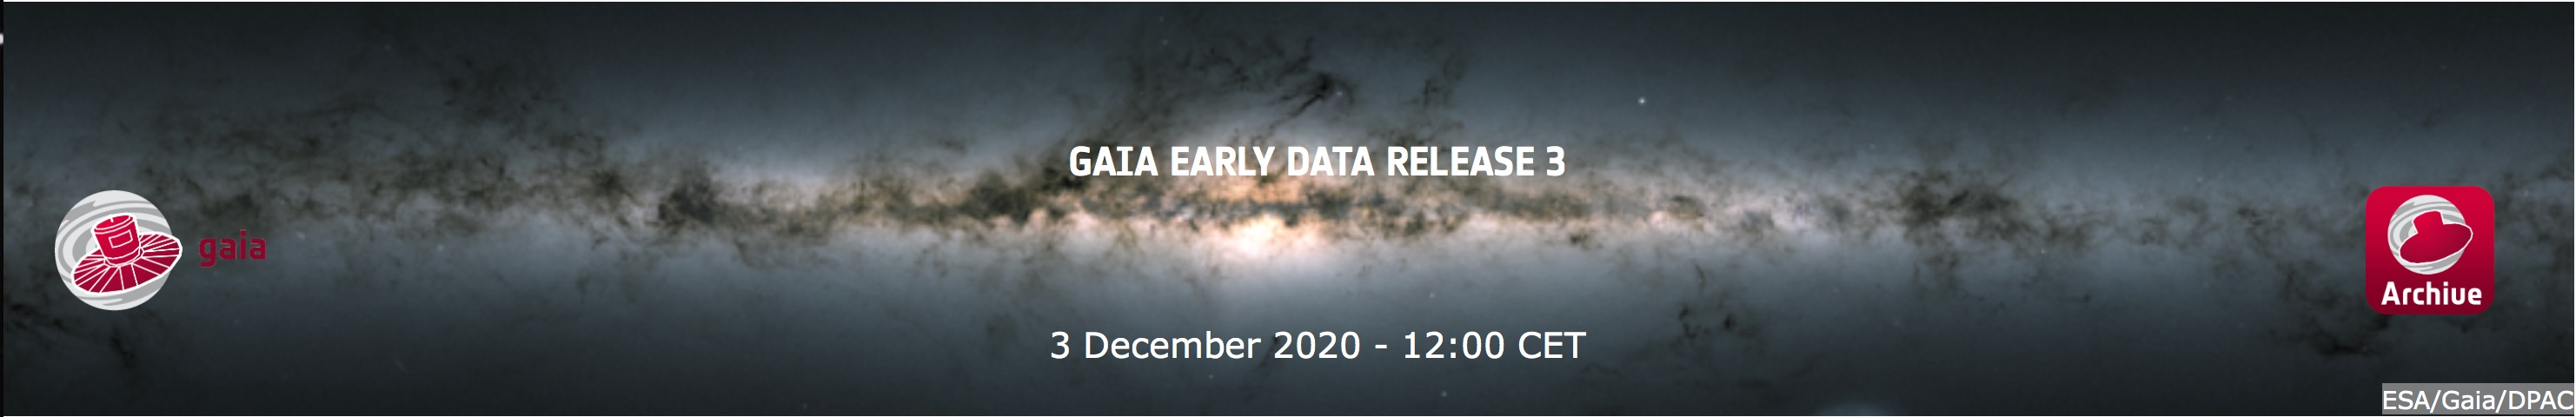 GAIA EARLY DATA RELEASE 3
gaia
Archive
3 December 2020 - 12:00 CET
ESA/Gaia/DPAC